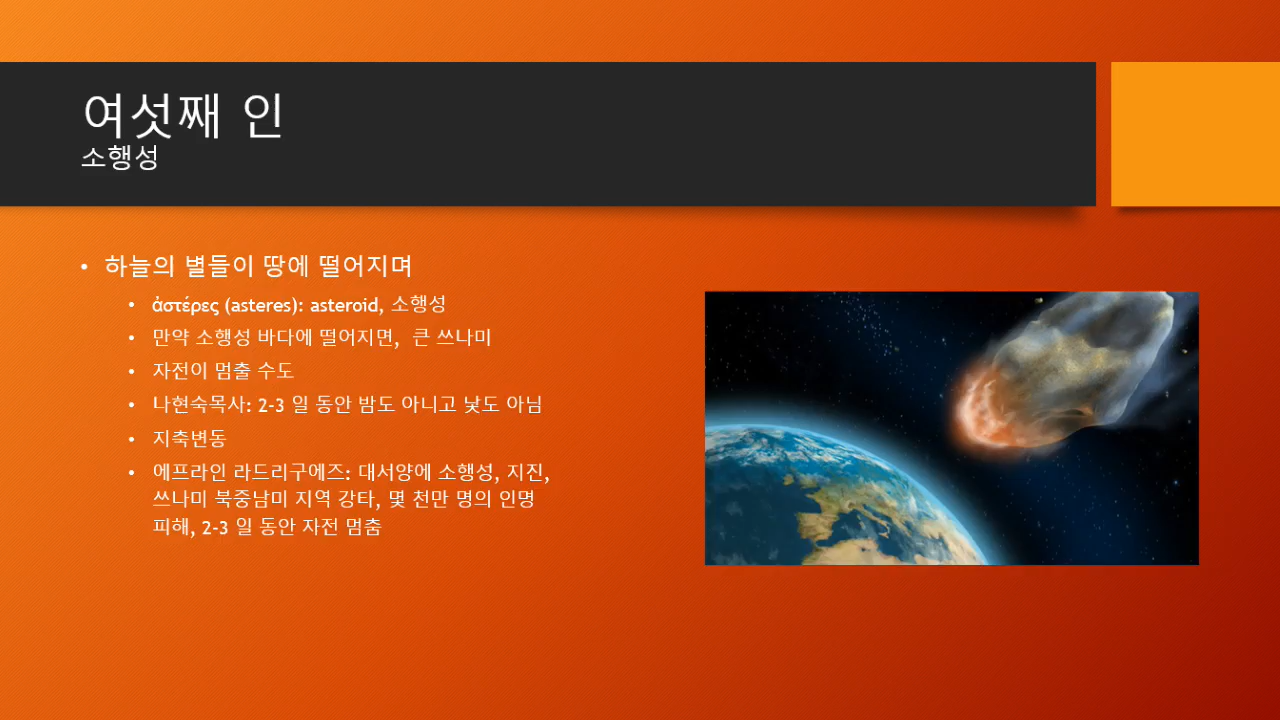 여섯째 인
소행성
• 하늘의 별들이 땅에 떨어지며
• ἀστέρες (asteres): asteroid, 소행성
• 만약 소행성 바다에 떨어지면, 큰 쓰나미
• 자전이 멈출 수도
• 나현숙목사: 2-3 일 동안 밤도 아니고 낮도 아님
• 지축변동
• 에프라인 라드리구에즈: 대서양에 소행성, 지진,
쓰나미 북중남미 지역 강타, 몇 천만 명의 인명
피해, 2-3 일 동안 자전 멈춤